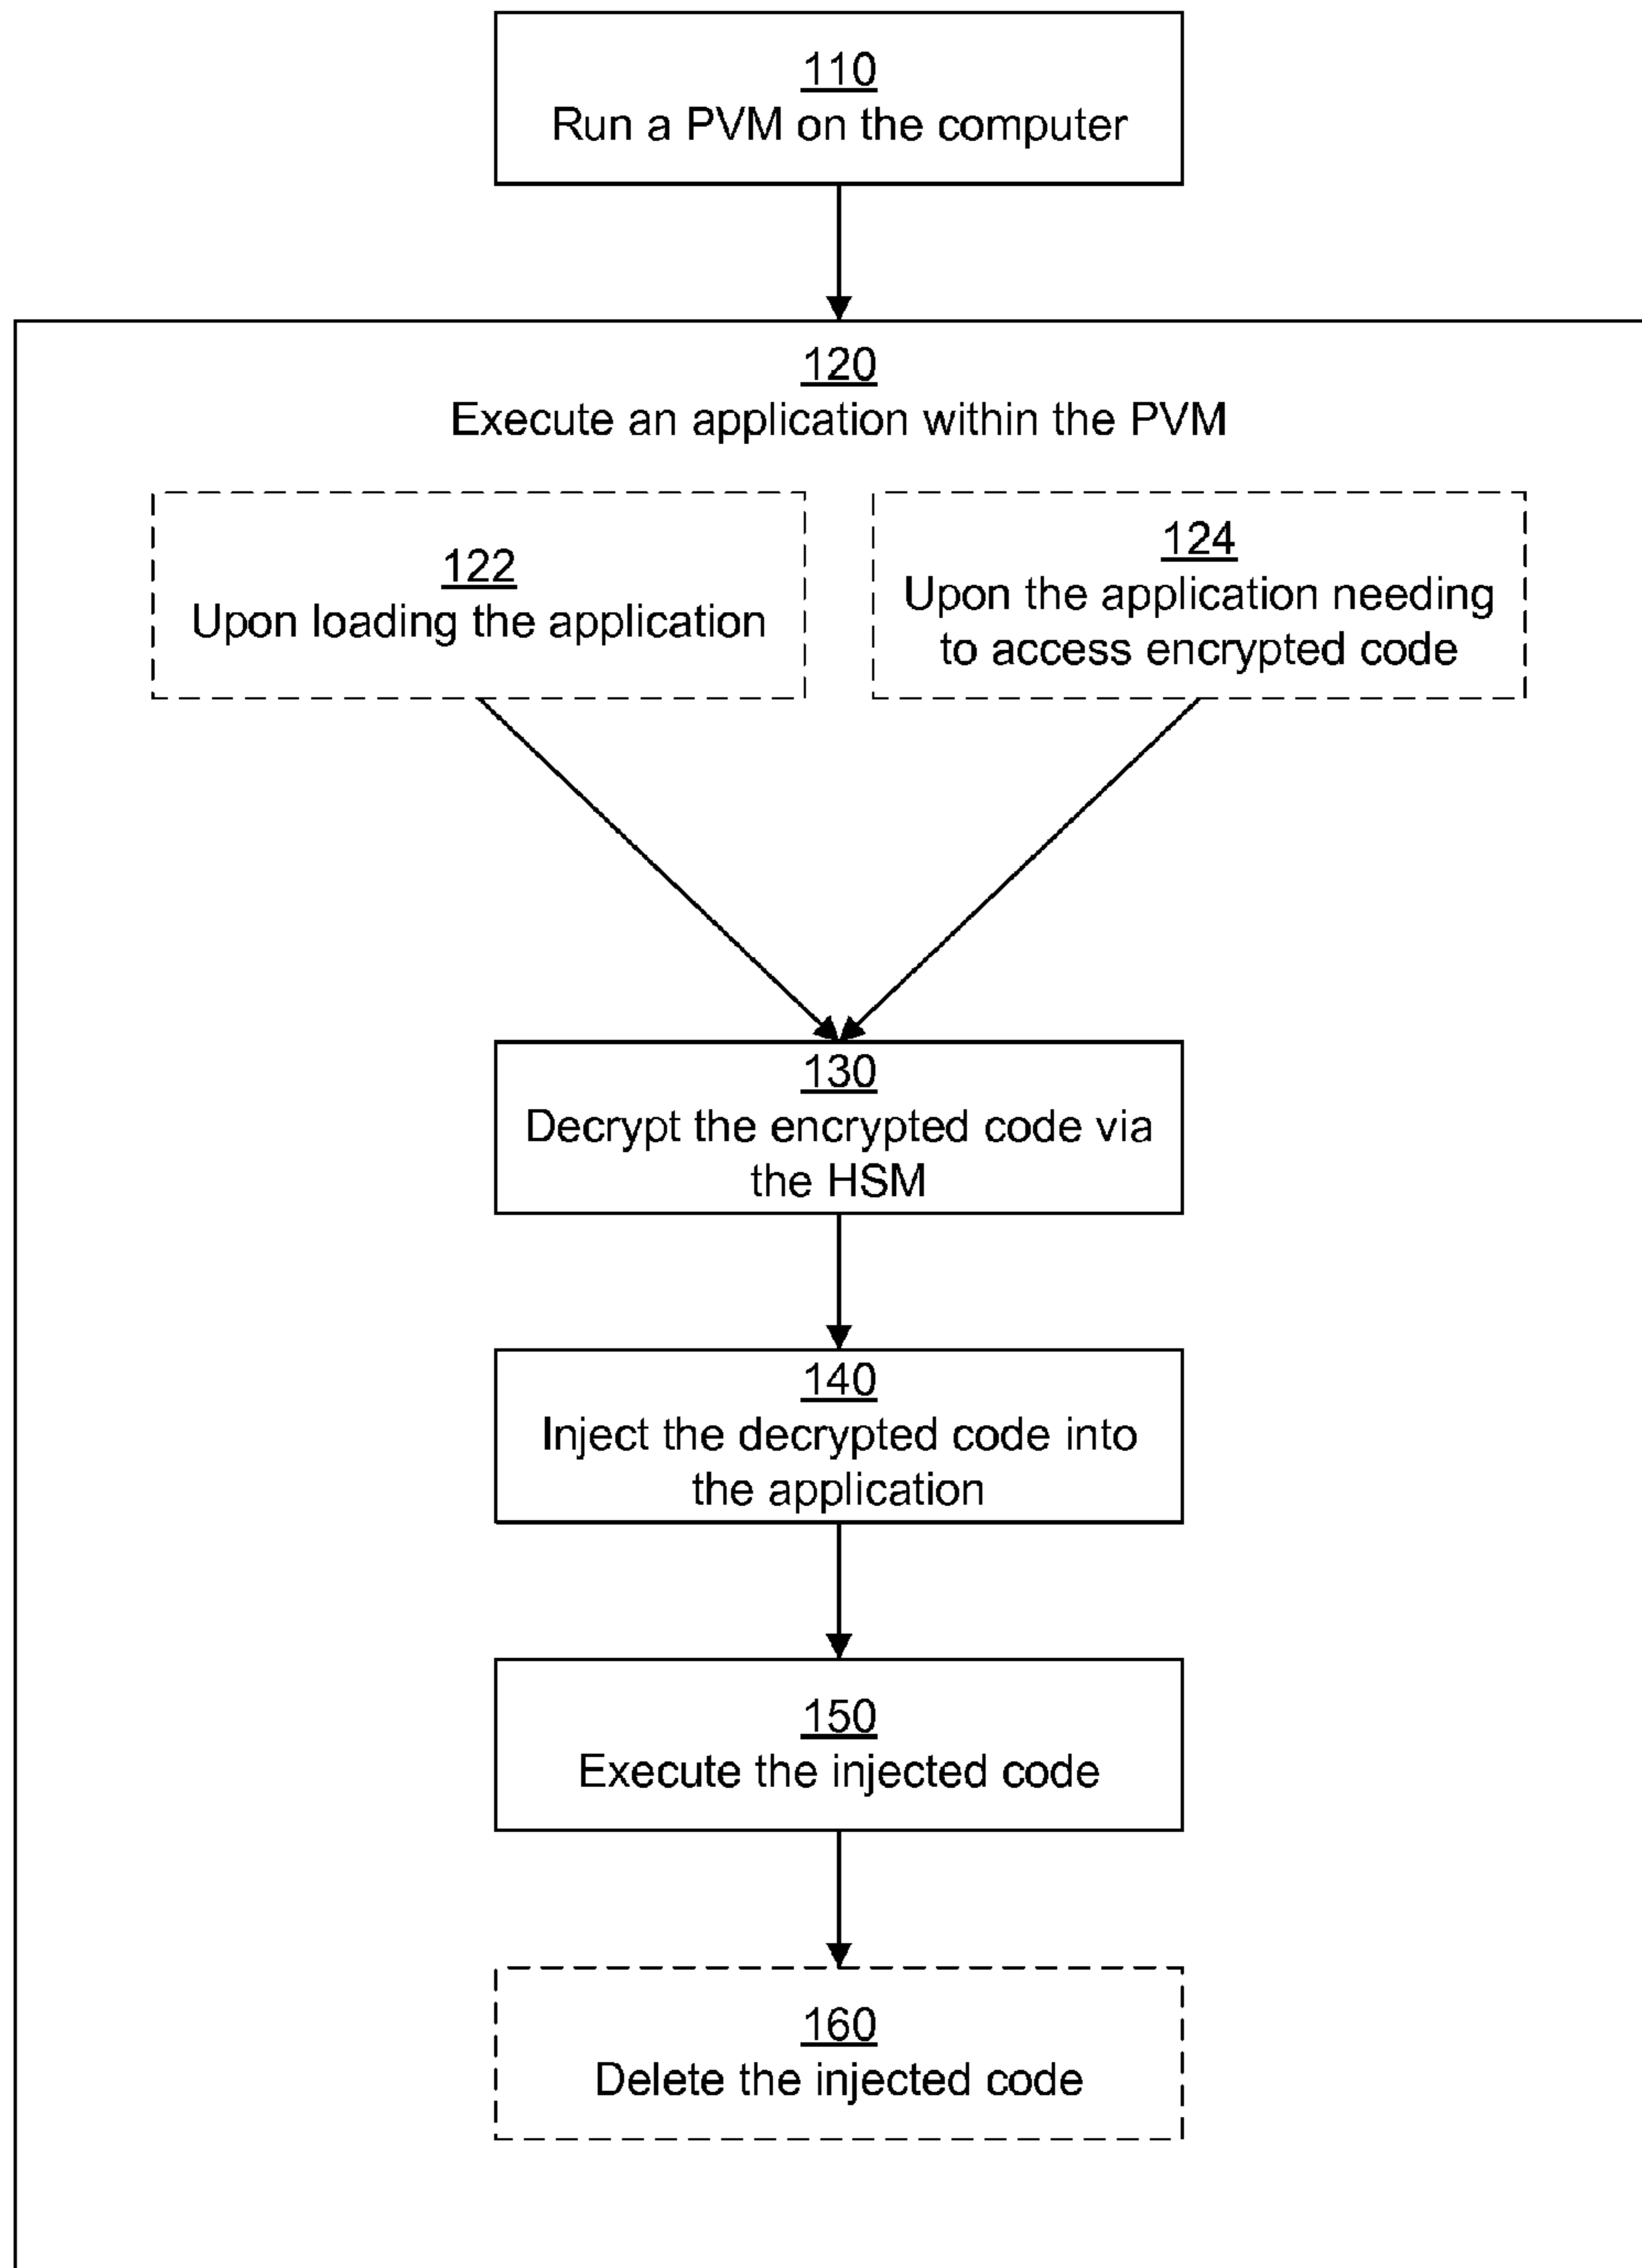 110
Run a PVM on the computer
120
Execute an application within the PVM
122
Upon loading the application
124
Upon the application needing
to access encrypted code
130
Decrypt the encrypted code via
the HSM
140
Inject the decrypted code into
the application
150
Execute the injected code
160
Delete the injected code